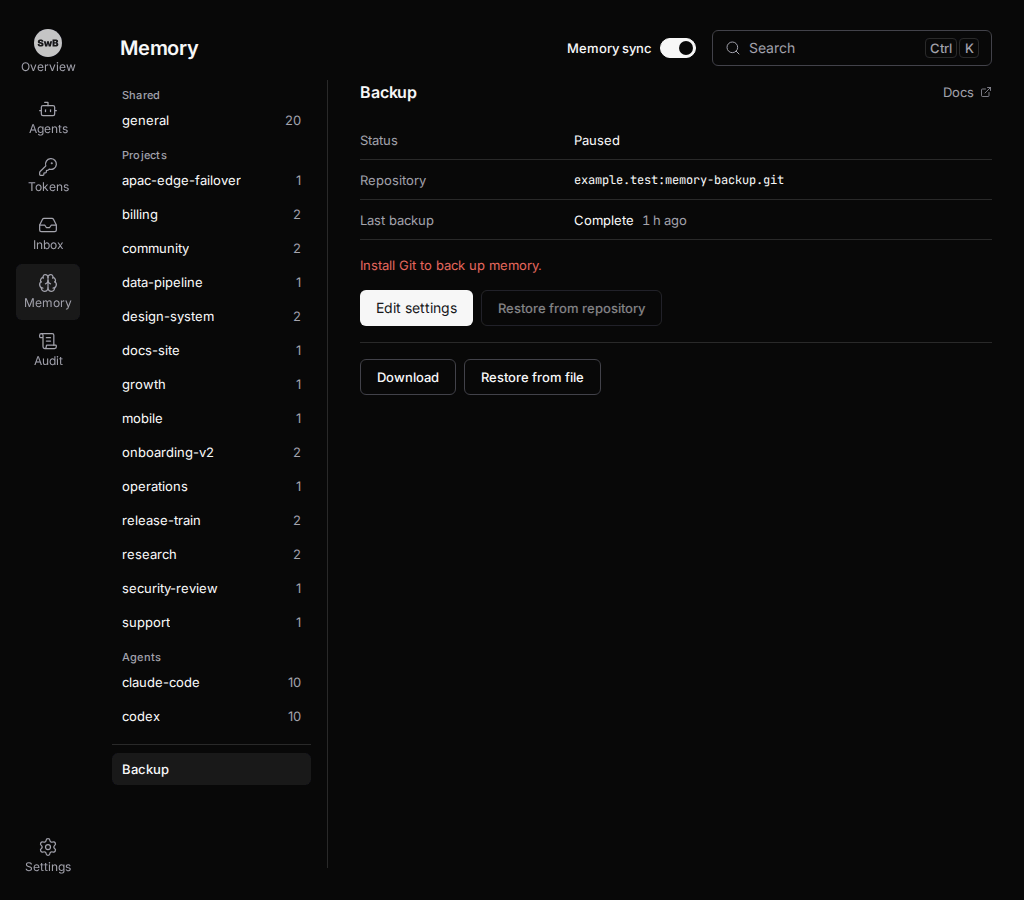 SwB
Overview
Agents
Tokens
Inbox
Memory
Audit
Settings
Memory
Memory sync
Search Ctrl K
Shared
general 20
Projects
apac-edge-failover 1
billing 2
community 2
data-pipeline 1
design-system 2
docs-site 1
growth 1
mobile 1
onboarding-v2 2
operations 1
release-train 2
research 2
security-review 1
support 1
Agents
claude-code 10
codex 10
Backup
Backup Docs
Status Paused
Repository example.test:memory-backup.git
Last backup Complete 1 h ago
Install Git to back up memory.
Edit settings Restore from repository
Download Restore from file